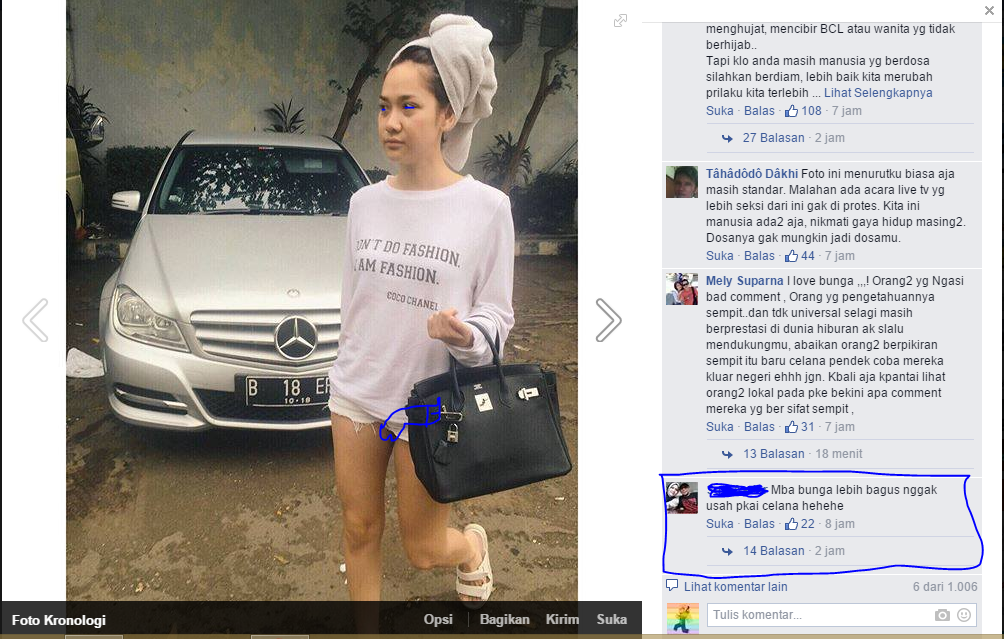 DON'T DO FASHION,
I AM FASHION.
COCO CHANEL
B 18
10·18
Foto Kronologi
Opsi
Bagikan
Kirim
Suka
menghujat, mencibir BCL atau wanita yg tidak
berhijab..
Tapi klo anda masih manusia yg berdosa
silahkan berdiam, lebih baik kita merubah
prilaku kita terlebih ... Lihat Selengkapnya
Suka · Balas · 108 · 7 jam
27 Balasan · 2 jam
Tâhâdòdô Dâkhi Foto ini menurutku biasa aja
masih standar. Malahan ada acara live tv yg
lebih seksi dari ini gak di protes. Kita ini
manusia ada2 aja, nikmati gaya hidup masing2.
Dosanya gak mungkin jadi dosamu.
Suka · Balas · 44 · 7 jam
Mely Suparna I love bunga ,,,! Orang2 yg Ngasi
bad comment , Orang yg pengetahuannya
sempit..dan tdk universal selagi masih
berprestasi di dunia hiburan ak slalu
mendukungmu, abaikan orang2 berpikiran
sempit itu baru celana pendek coba mereka
kluar negeri ehhh jgn. Kbali aja kpantai lihat
orang2 lokal pada pke bekini apa comment
mereka yg ber sifat sempit ,
Suka · Balas · 31 · 7 jam
13 Balasan · 18 menit
Mba bunga lebih bagus nggak
usah pkai celana hehehe
Suka · Balas · 22 · 8 jam
14 Balasan · 2 jam
Lihat komentar lain
6 dari 1.006
Tulis komentar...